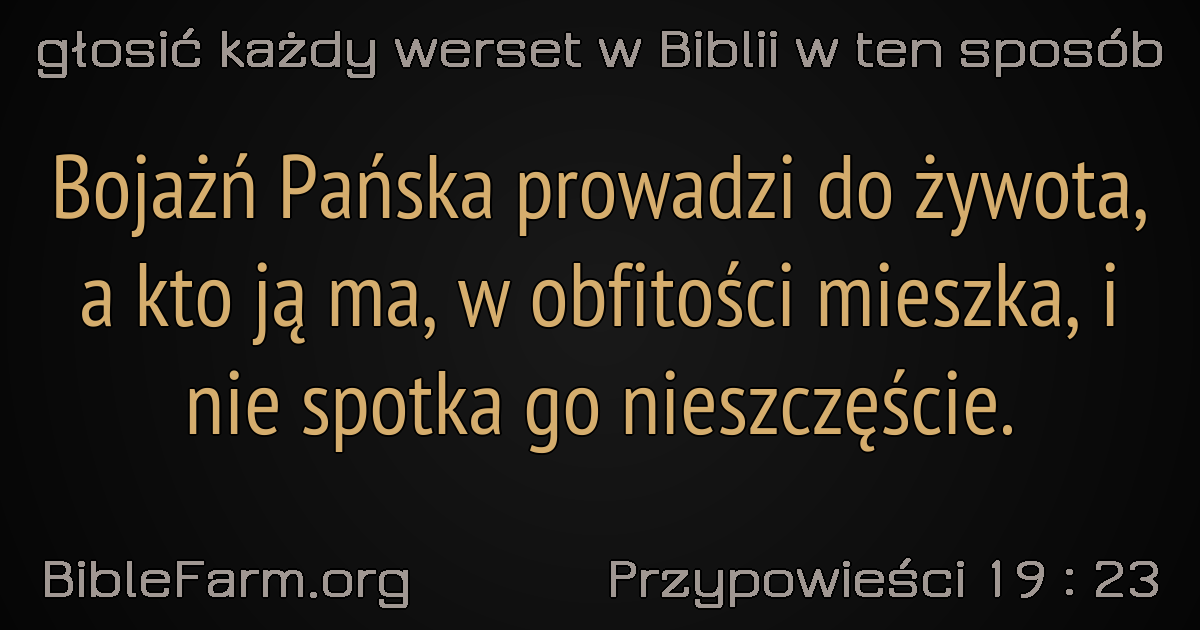 głosić każdy werset w Biblii w ten sposób
Bojażń Pańska prowadzi do żywota,
a kto ją ma, w obfitości mieszka, i
nie spotka go nieszczęście.
BibleFarm.org
Przypowieści 19 : 23